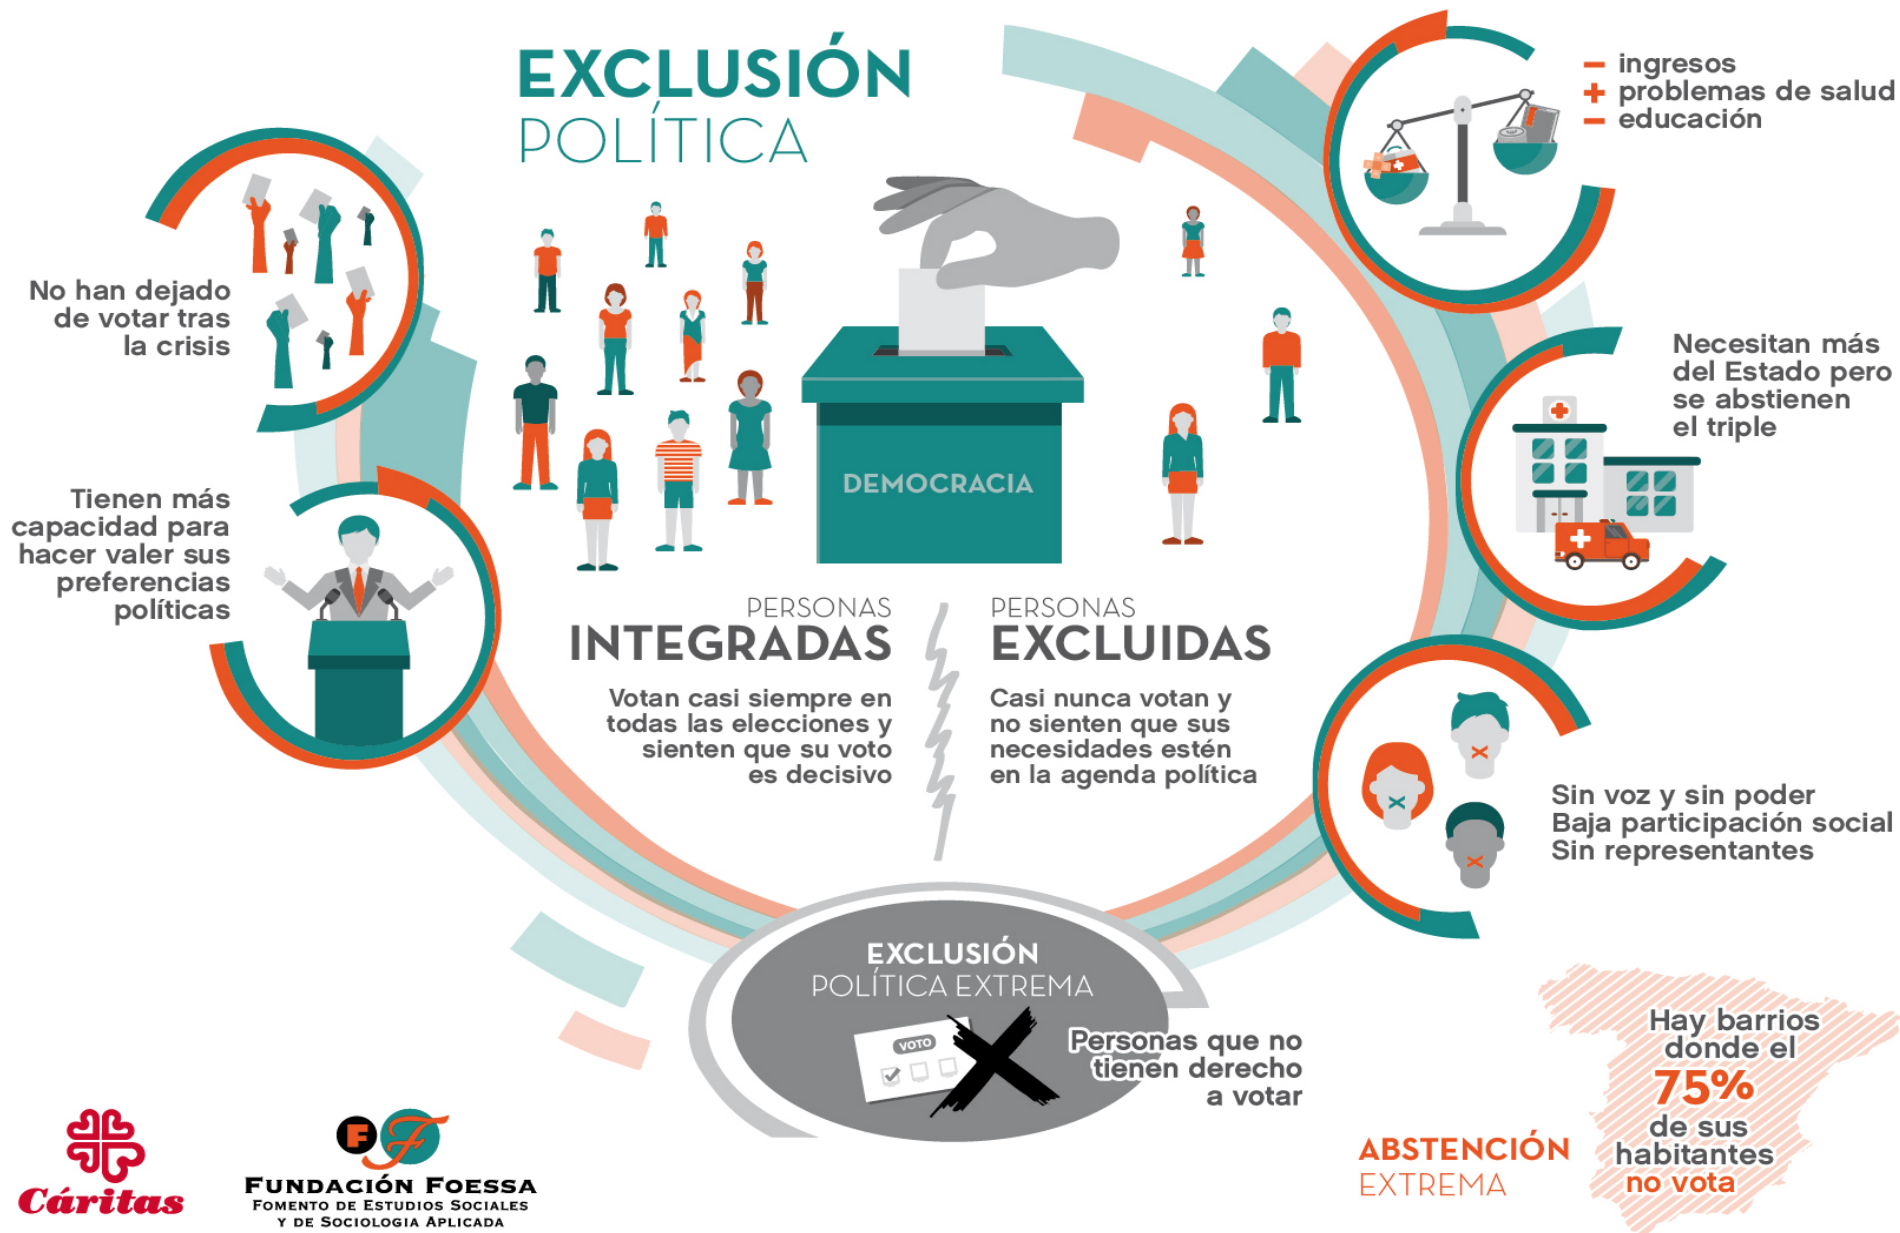 EXCLUSIÓN
POLÍTICA
No han dejado
de votar tras
la crisis
Tienen más
capacidad para
hacer valer sus
preferencias
políticas
− ingresos
+ problemas de salud
− educación
Necesitan más
del Estado pero
se abstienen
el triple
Sin voz y sin poder
Baja participación social
Sin representantes
DEMOCRACIA
PERSONAS
INTEGRADAS
Votan casi siempre en
todas las elecciones y
sienten que su voto
es decisivo
PERSONAS
EXCLUIDAS
Casi nunca votan y
no sienten que sus
necesidades estén
en la agenda política
EXCLUSIÓN
POLÍTICA EXTREMA
VOTO
Personas que no
tienen derecho
a votar
ABSTENCIÓN
EXTREMA
Hay barrios
donde el
75%
de sus
habitantes
no vota
Cáritas
F F
FUNDACIÓN FOESSA
FOMENTO DE ESTUDIOS SOCIALES
Y DE SOCIOLOGIA APLICADA